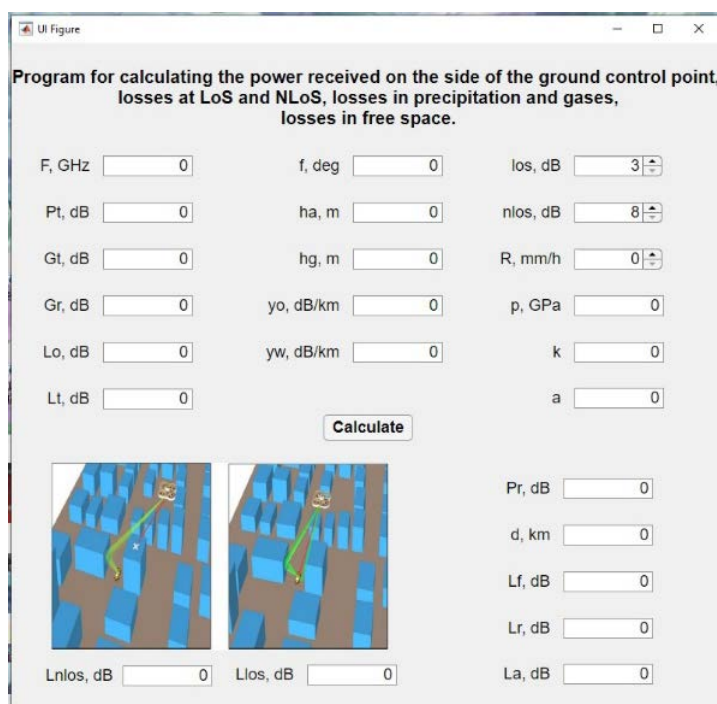 UI Figure
Program for calculating the power received on the side of the ground control point,
losses at LoS and NLoS, losses in precipitation and gases,
losses in free space.
F, GHz 0 f, deg 0 los, dB 3
Pt, dB 0 ha, m 0 nlos, dB 8
Gt, dB 0 hg, m 0 R, mm/h 0
Gr, dB 0 yo, dB/km 0 p, GPa 0
Lo, dB 0 yw, dB/km 0 k 0
Lt, dB 0 a 0
Calculate
x
Pr, dB 0
d, km 0
Lf, dB 0
Lr, dB 0
Lnlos, dB 0 Llos, dB 0 La, dB 0